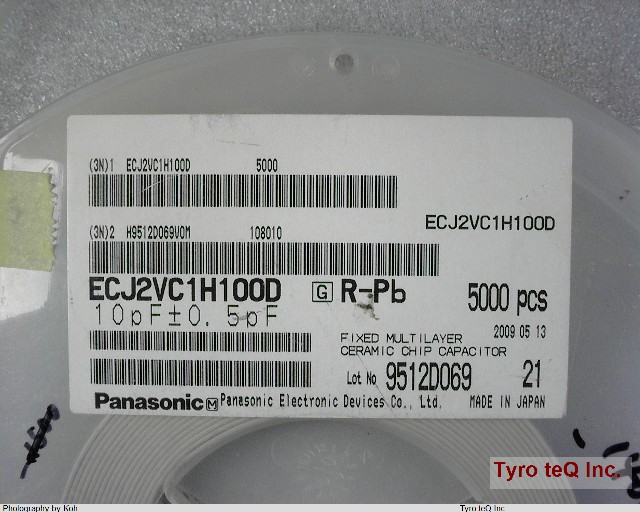 (3N)1 ECJ2VC1H100D 5000
ECJ2VC1H100D
(3N)2 H9512D069VOM 108010
ECJ2VC1H100D G R-Pb 5000 pcs
10pF±0.5pF
2009 05 13
FIXED MULTILAYER
CERAMIC CHIP CAPACITOR
Lot No 9512D069 21
Panasonic M Panasonic Electronic Devices Co., Ltd. MADE IN JAPAN
Tyro teQ Inc.
Photography by Koh Tyro teQ Inc